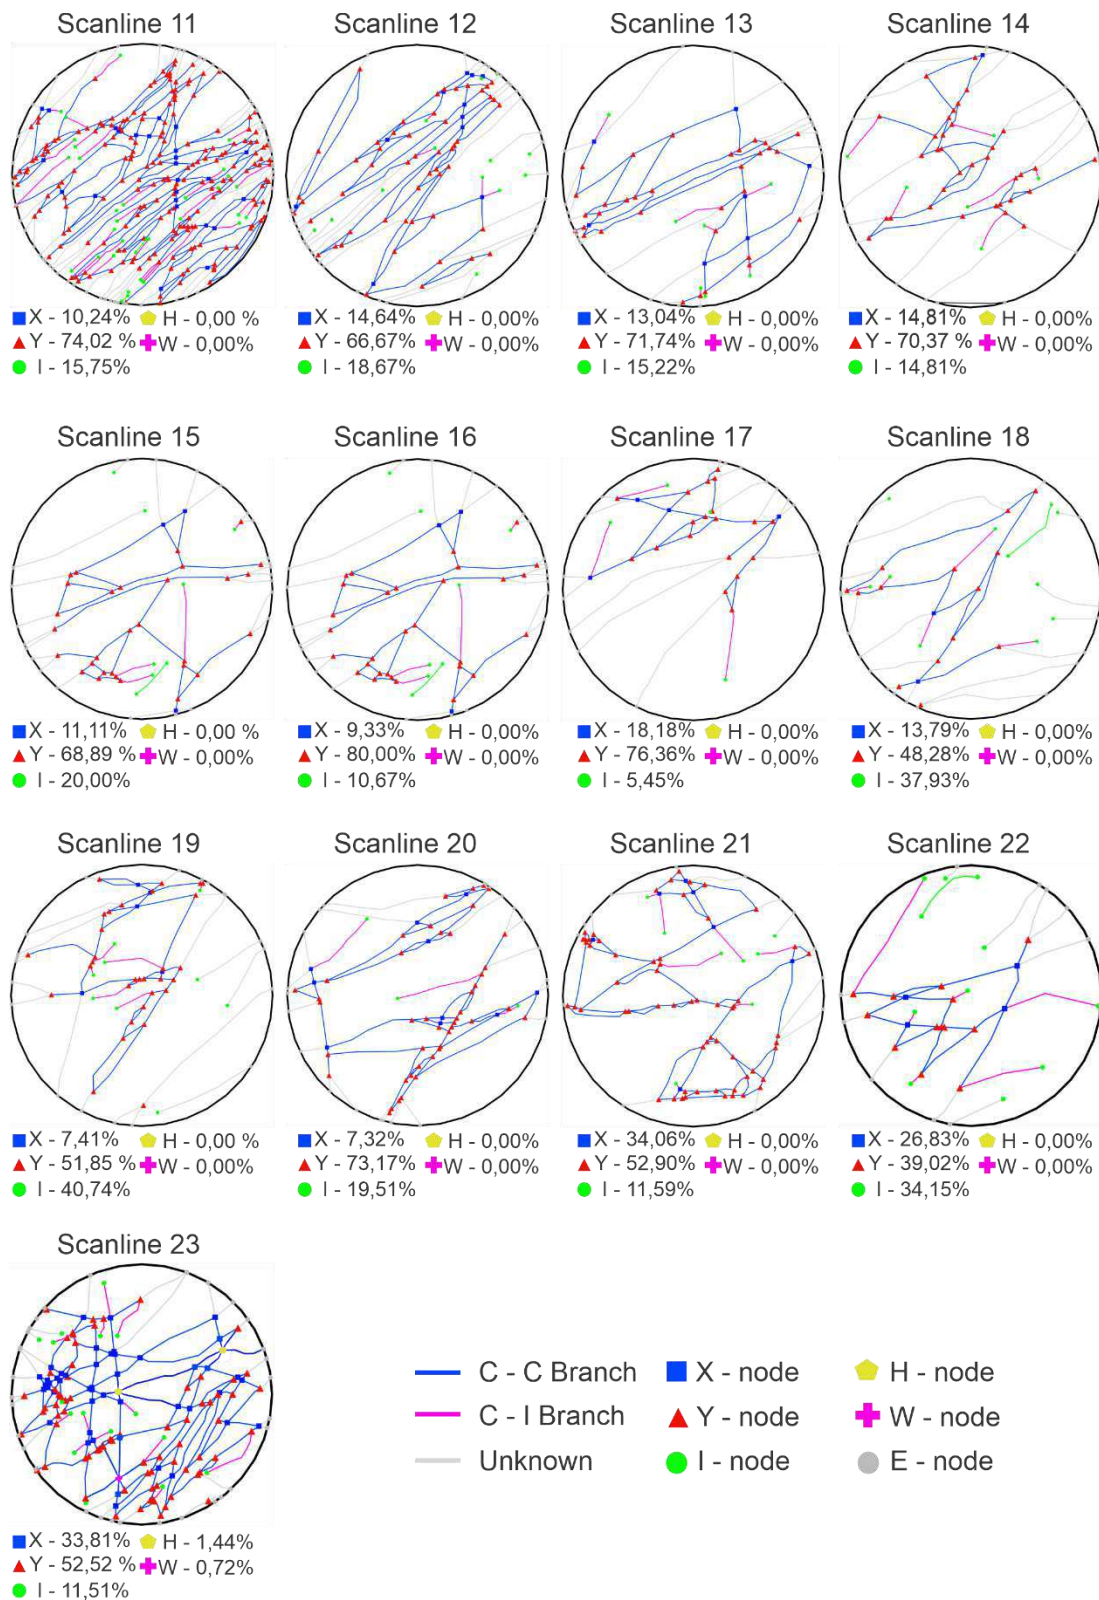 Scanline 11
X - 10,24% H - 0,00 %
Y - 74,02 % W - 0,00%
I - 15,75%
Scanline 12
X - 14,64% H - 0,00%
Y - 66,67% W - 0,00%
I - 18,67%
Scanline 13
X - 13,04% H - 0,00%
Y - 71,74% W - 0,00%
I - 15,22%
Scanline 14
X - 14,81% H - 0,00%
Y - 70,37 % W - 0,00%
I - 14,81%
Scanline 15
X - 11,11% H - 0,00 %
Y - 68,89 % W - 0,00%
I - 20,00%
Scanline 16
X - 9,33% H - 0,00%
Y - 80,00% W - 0,00%
I - 10,67%
Scanline 17
X - 18,18% H - 0,00%
Y - 76,36% W - 0,00%
I - 5,45%
Scanline 18
X - 13,79% H - 0,00%
Y - 48,28% W - 0,00%
I - 37,93%
Scanline 19
X - 7,41% H - 0,00 %
Y - 51,85 % W - 0,00%
I - 40,74%
Scanline 20
X - 7,32% H - 0,00%
Y - 73,17% W - 0,00%
I - 19,51%
Scanline 21
X - 34,06% H - 0,00%
Y - 52,90% W - 0,00%
I - 11,59%
Scanline 22
X - 26,83% H - 0,00%
Y - 39,02% W - 0,00%
I - 34,15%
Scanline 23
X - 33,81% H - 1,44%
Y - 52,52 % W - 0,72%
I - 11,51%
C - C Branch X - node H - node
C - I Branch Y - node W - node
Unknown I - node E - node